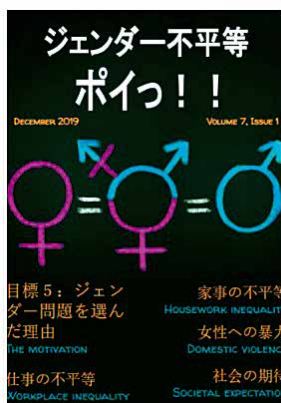 ジェンダー不平等
ポイっ！！
DECEMBER 2019
VOLUME 7, ISSUE 1
目標５：ジェン
ダー問題を選ん
だ理由
THE MOTIVATION
仕事の不平等
WORKPLACE INEQUALITY
家事の不平等
HOUSEWORK INEQUALIT
女性への暴力
DOMESTIC VIOLENC
社会の期待
SOCIETAL EXPECTATION